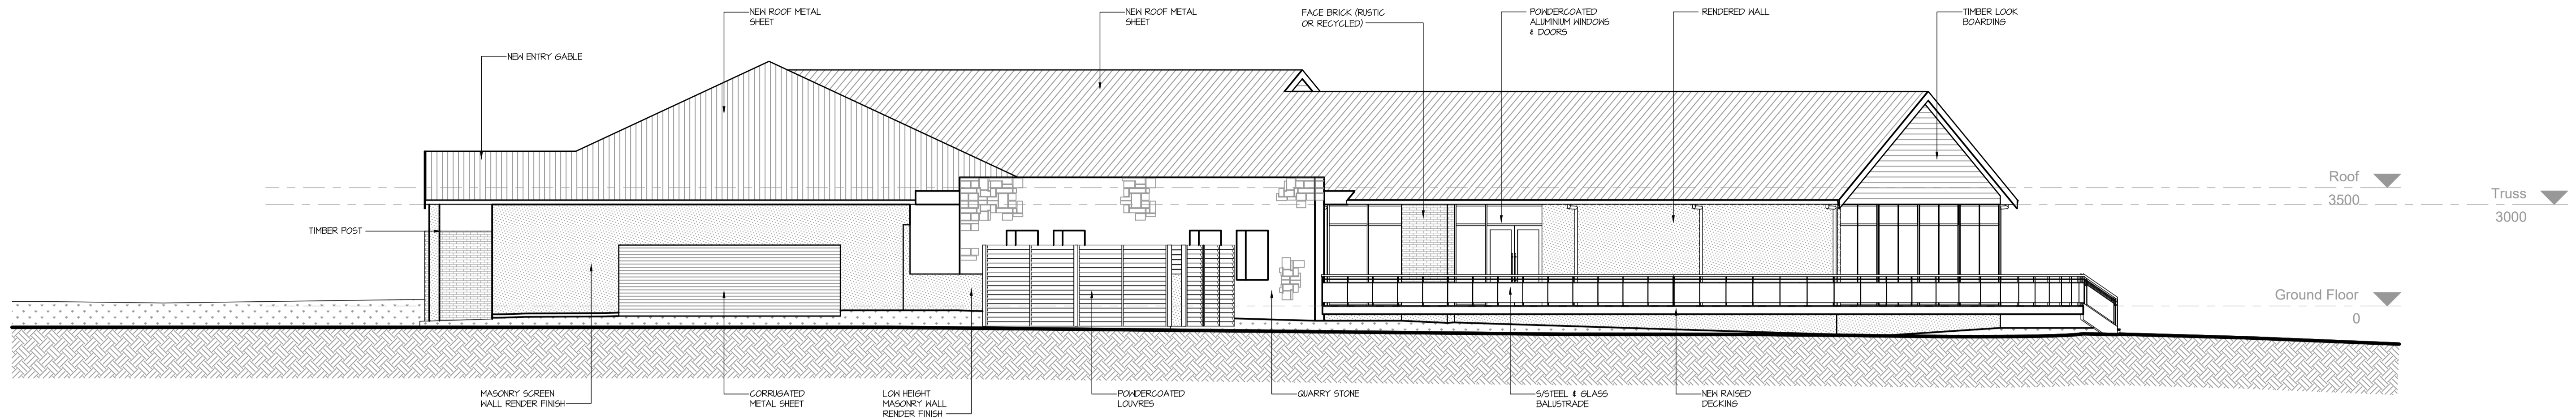 NEW ROOF METAL
SHEET
NEW ROOF METAL
SHEET
FACE BRICK (RUSTIC
OR RECYCLED)
POWDERCOATED
ALUMINIUM WINDOWS
& DOORS
RENDERED WALL
TIMBER LOOK
BOARDING
NEW ENTRY GABLE
Roof
3500
Truss
3000
TIMBER POST
Ground Floor
0
MASONRY SCREEN
WALL RENDER FINISH
CORRUGATED
METAL SHEET
LOW HEIGHT
MASONRY WALL
RENDER FINISH
POWDERCOATED
LOUVRES
QUARRY STONE
S/STEEL & GLASS
BALUSTRADE
NEW RAISED
DECKING